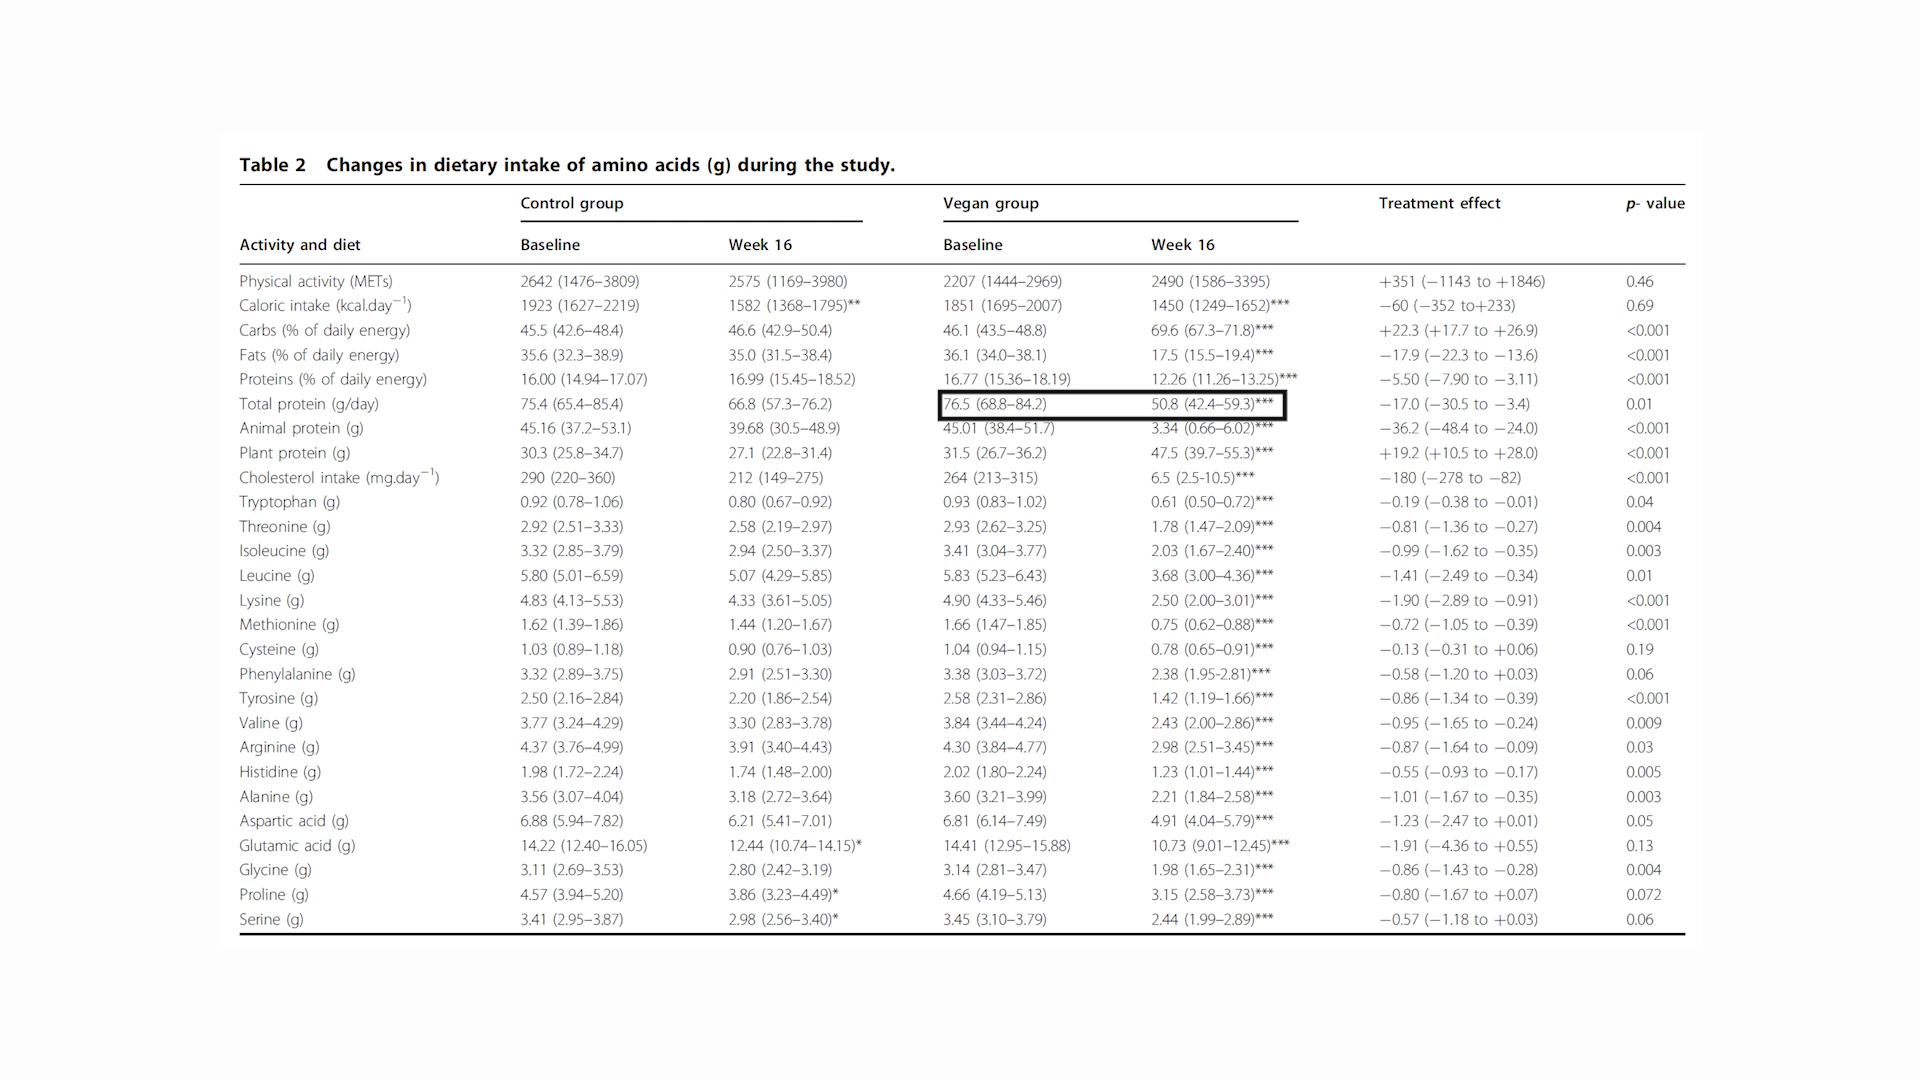 Table 2 Changes in dietary intake of amino acids (g) during the study.
Control group Vegan group Treatment effect p- value
Activity and diet Baseline Week 16 Baseline Week 16
Physical activity (METs) 2642 (1476–3809) 2575 (1169–3980) 2207 (1444–2969) 2490 (1586–3395) +351 (−1143 to +1846) 0.46
Caloric intake (kcal.day−1) 1923 (1627–2219) 1582 (1368–1795)** 1851 (1695–2007) 1450 (1249–1652)*** −60 (−352 to+233) 0.69
Carbs (% of daily energy) 45.5 (42.6–48.4) 46.6 (42.9–50.4) 46.1 (43.5–48.8) 69.6 (67.3–71.8)*** +22.3 (+17.7 to +26.9) <0.001
Fats (% of daily energy) 35.6 (32.3–38.9) 35.0 (31.5–38.4) 36.1 (34.0–38.1) 17.5 (15.5–19.4)*** −17.9 (−22.3 to −13.6) <0.001
Proteins (% of daily energy) 16.00 (14.94–17.07) 16.99 (15.45–18.52) 16.77 (15.36–18.19) 12.26 (11.26–13.25)*** −5.50 (−7.90 to −3.11) <0.001
Total protein (g/day) 75.4 (65.4–85.4) 66.8 (57.3–76.2) 76.5 (68.8–84.2) 50.8 (42.4–59.3)*** −17.0 (−30.5 to −3.4) 0.01
Animal protein (g) 45.16 (37.2–53.1) 39.68 (30.5–48.9) 45.01 (38.4–51.7) 3.34 (0.66–6.02)*** −36.2 (−48.4 to −24.0) <0.001
Plant protein (g) 30.3 (25.8–34.7) 27.1 (22.8–31.4) 31.5 (26.7–36.2) 47.5 (39.7–55.3)*** +19.2 (+10.5 to +28.0) <0.001
Cholesterol intake (mg.day−1) 290 (220–360) 212 (149–275) 264 (213–315) 6.5 (2.5-10.5)*** −180 (−278 to −82) <0.001
Tryptophan (g) 0.92 (0.78–1.06) 0.80 (0.67–0.92) 0.93 (0.83–1.02) 0.61 (0.50–0.72)*** −0.19 (−0.38 to −0.01) 0.04
Threonine (g) 2.92 (2.51–3.33) 2.58 (2.19–2.97) 2.93 (2.62–3.25) 1.78 (1.47–2.09)*** −0.81 (−1.36 to −0.27) 0.004
Isoleucine (g) 3.32 (2.85–3.79) 2.94 (2.50–3.37) 3.41 (3.04–3.77) 2.03 (1.67–2.40)*** −0.99 (−1.62 to −0.35) 0.003
Leucine (g) 5.80 (5.01–6.59) 5.07 (4.29–5.85) 5.83 (5.23–6.43) 3.68 (3.00–4.36)*** −1.41 (−2.49 to −0.34) 0.01
Lysine (g) 4.83 (4.13–5.53) 4.33 (3.61–5.05) 4.90 (4.33–5.46) 2.50 (2.00–3.01)*** −1.90 (−2.89 to −0.91) <0.001
Methionine (g) 1.62 (1.39–1.86) 1.44 (1.20–1.67) 1.66 (1.47–1.85) 0.75 (0.62–0.88)*** −0.72 (−1.05 to −0.39) <0.001
Cysteine (g) 1.03 (0.89–1.18) 0.90 (0.76–1.03) 1.04 (0.94–1.15) 0.78 (0.65–0.91)*** −0.13 (−0.31 to +0.06) 0.19
Phenylalanine (g) 3.32 (2.89–3.75) 2.91 (2.51–3.30) 3.38 (3.03–3.72) 2.38 (1.95-2.81)*** −0.58 (−1.20 to +0.03) 0.06
Tyrosine (g) 2.50 (2.16–2.84) 2.20 (1.86–2.54) 2.58 (2.31–2.86) 1.42 (1.19–1.66)*** −0.86 (−1.34 to −0.39) <0.001
Valine (g) 3.77 (3.24–4.29) 3.30 (2.83–3.78) 3.84 (3.44–4.24) 2.43 (2.00–2.86)*** −0.95 (−1.65 to −0.24) 0.009
Arginine (g) 4.37 (3.76–4.99) 3.91 (3.40–4.43) 4.30 (3.84–4.77) 2.98 (2.51–3.45)*** −0.87 (−1.64 to −0.09) 0.03
Histidine (g) 1.98 (1.72–2.24) 1.74 (1.48–2.00) 2.02 (1.80–2.24) 1.23 (1.01–1.44)*** −0.55 (−0.93 to −0.17) 0.005
Alanine (g) 3.56 (3.07–4.04) 3.18 (2.72–3.64) 3.60 (3.21–3.99) 2.21 (1.84–2.58)*** −1.01 (−1.67 to −0.35) 0.003
Aspartic acid (g) 6.88 (5.94–7.82) 6.21 (5.41–7.01) 6.81 (6.14–7.49) 4.91 (4.04–5.79)*** −1.23 (−2.47 to +0.01) 0.05
Glutamic acid (g) 14.22 (12.40–16.05) 12.44 (10.74–14.15)* 14.41 (12.95–15.88) 10.73 (9.01–12.45)*** −1.91 (−4.36 to +0.55) 0.13
Glycine (g) 3.11 (2.69–3.53) 2.80 (2.42–3.19) 3.14 (2.81–3.47) 1.98 (1.65–2.31)*** −0.86 (−1.43 to −0.28) 0.004
Proline (g) 4.57 (3.94–5.20) 3.86 (3.23–4.49)* 4.66 (4.19–5.13) 3.15 (2.58–3.73)*** −0.80 (−1.67 to +0.07) 0.072
Serine (g) 3.41 (2.95–3.87) 2.98 (2.56–3.40)* 3.45 (3.10–3.79) 2.44 (1.99–2.89)*** −0.57 (−1.18 to +0.03) 0.06